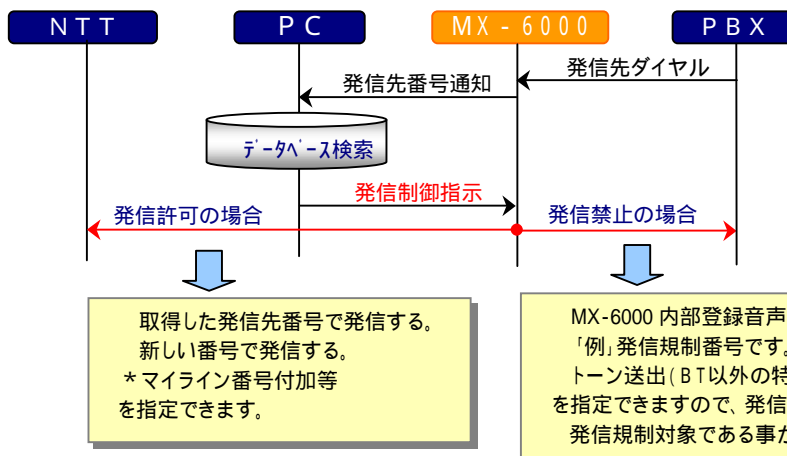 NTT
PC
MX-6000
PBX
発信先ダイヤル
発信先番号通知
ﾃﾞｰﾀﾍﾞｰｽ検索
発信制御指示
発信許可の場合
発信禁止の場合
取得した発信先番号で発信する。
新しい番号で発信する。
*マイライン番号付加等
を指定できます。
MX-6000 内部登録音声
「例」発信規制番号です。
トーン送出(BT以外の特
を指定できますので、発信
発信規制対象である事が